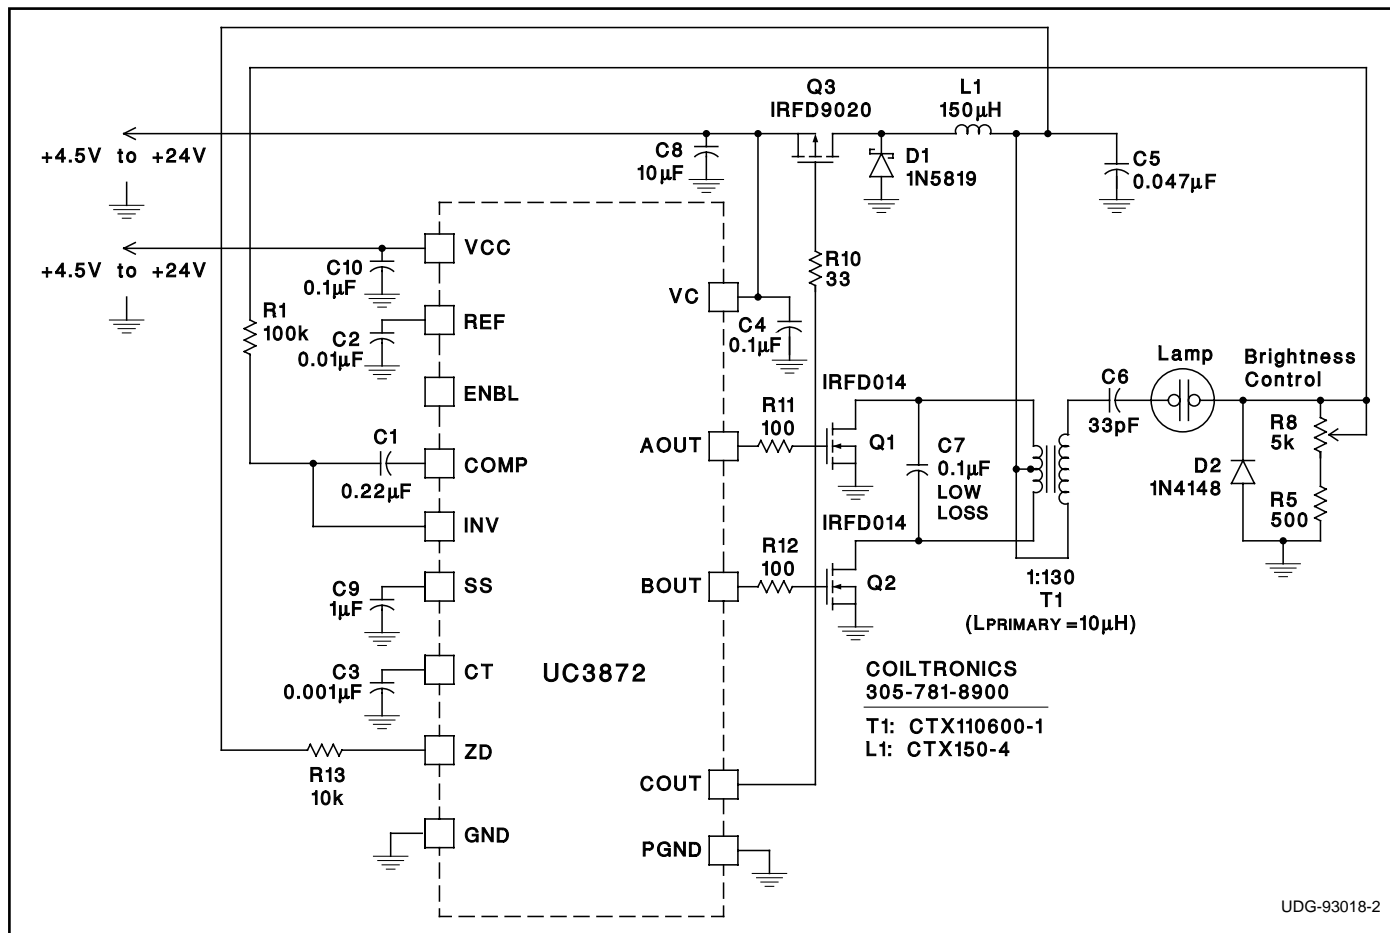 Q3
IRFD9020
L1
150µH
+4.5V to +24V
C8
10µF
D1
1N5819
C5
0.047µF
+4.5V to +24V
VCC
C10
0.1µF
R10
33
VC
R1
100k
REF
C2
0.01µF
C4
0.1µF
ENBL
IRFD014
Lamp
Brightness
Control
C6
33pF
R11
100
AOUT
Q1
C7
0.1µF
LOW
LOSS
R8
5k
C1
0.22µF
COMP
D2
1N4148
R5
500
INV
IRFD014
R12
100
BOUT
Q2
C9
1µF
SS
1:130
T1
(LPRIMARY=10µH)
C3
0.001µF
CT
UC3872
COILTRONICS
305-781-8900
T1: CTX110600-1
L1: CTX150-4
ZD
R13
10k
COUT
GND
PGND
UDG-93018-2